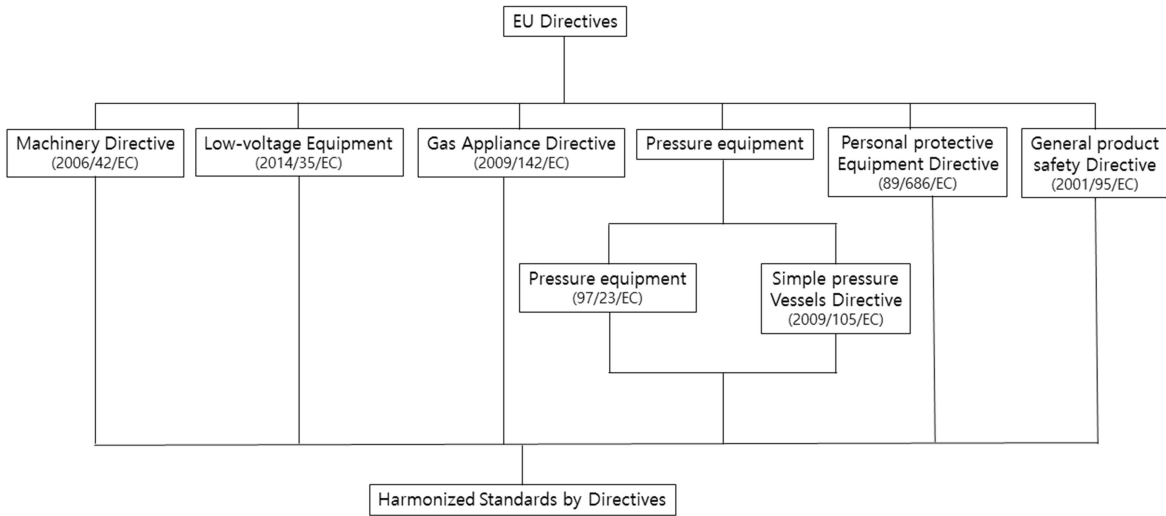 EU Directives
Machinery Directive
(2006/42/EC)
Low-voltage Equipment
(2014/35/EC)
Gas Appliance Directive
(2009/142/EC)
Pressure equipment
Personal protective
Equipment Directive
(89/686/EC)
General product
safety Directive
(2001/95/EC)
Pressure equipment
(97/23/EC)
Simple pressure
Vessels Directive
(2009/105/EC)
Harmonized Standards by Directives